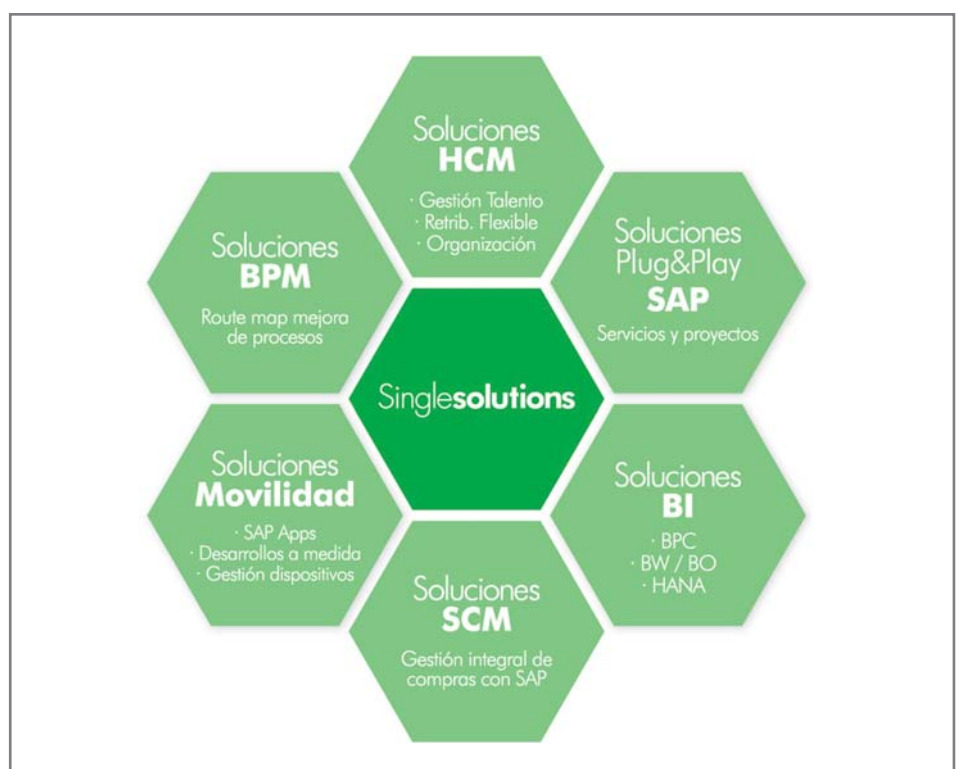 Soluciones
HCM
· Gestión Talento
· Retrib. Flexible
· Organización
Soluciones
Plug&Play
SAP
Servicios y proyectos
Soluciones
BI
· BPC
· BW / BO
· HANA
Soluciones
SCM
Gestión integral de
compras con SAP
Soluciones
Movilidad
· SAP Apps
· Desarrollos a medida
· Gestión dispositivos
Soluciones
BPM
Route map mejora
de procesos
Singlesolutions